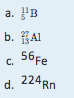 a. ¹¹₅B
b. ²⁷₁₃Al
c. ⁵⁶Fe
d. ²²⁴Rn